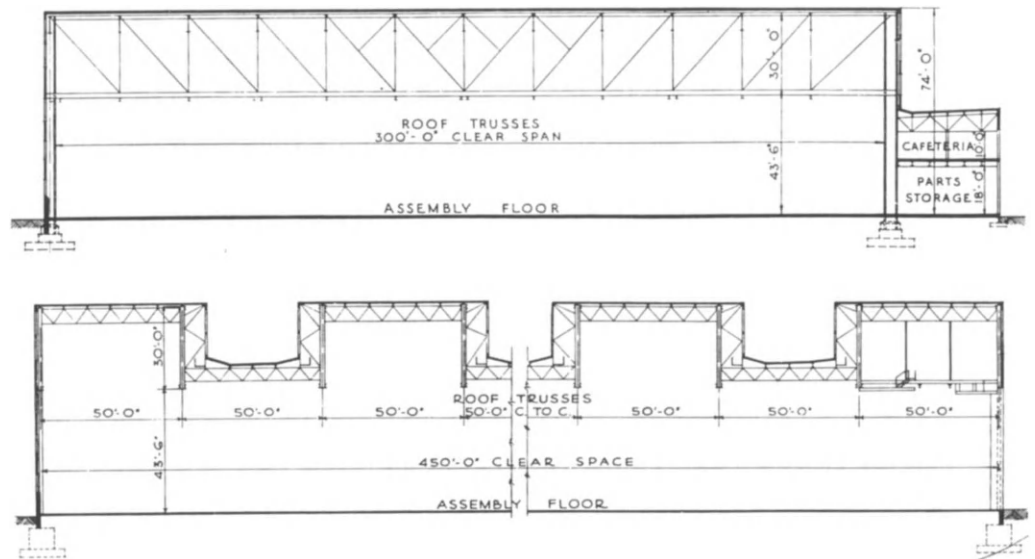 30'-0"
74'-0"
ROOF TRUSSES
300'-0" CLEAR SPAN
43'-6"
CAFETERIA
10'-0"
PARTS
STORAGE
18'-0"
ASSEMBLY FLOOR
30'-0"
50'-0" 50'-0" 50'-0" ROOF TRUSSES
50'-0" C. TO C. 50'-0" 50'-0" 50'-0"
43'-6"
450'-0" CLEAR SPACE
ASSEMBLY FLOOR